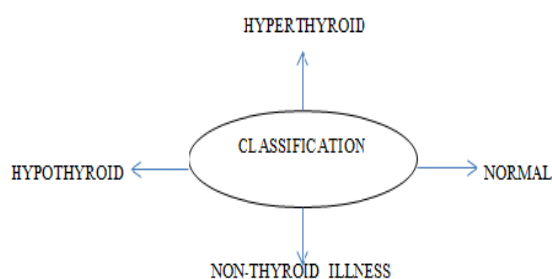 HYPERTHYROID
CLASSIFICATION
HYPOTHYROID
NORMAL
NON-THYROID ILLNESS